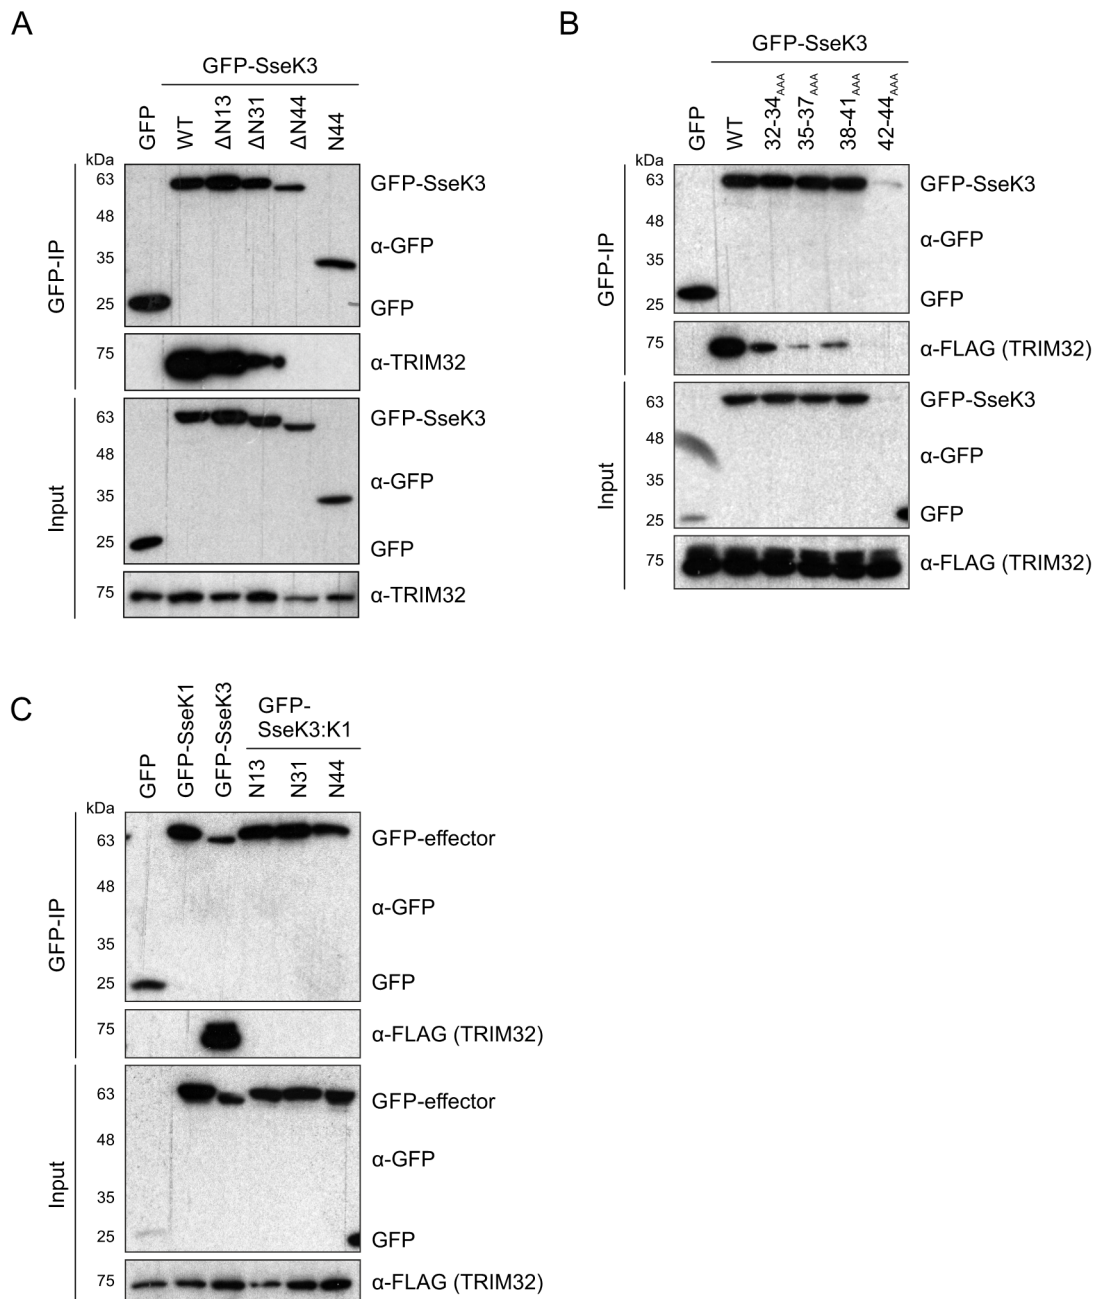 A
GFP-SseK3
GFP
WT
ΔN13
ΔN31
ΔN44
N44
kDa
63
48
35
25
GFP-IP
GFP-SseK3
α-GFP
GFP
75
α-TRIM32
63
48
35
25
Input
GFP-SseK3
α-GFP
GFP
75
α-TRIM32
B
GFP-SseK3
GFP
WT
32-34AAA
35-37AAA
38-41AAA
42-44AAA
kDa
63
48
35
25
GFP-IP
GFP-SseK3
α-GFP
GFP
75
α-FLAG (TRIM32)
63
48
35
25
Input
GFP-SseK3
α-GFP
GFP
75
α-FLAG (TRIM32)
C
GFP
GFP-SseK1
GFP-SseK3
GFP-
SseK3:K1
N13
N31
N44
kDa
63
48
35
25
GFP-IP
GFP-effector
α-GFP
GFP
75
α-FLAG (TRIM32)
63
48
35
25
Input
GFP-effector
α-GFP
GFP
75
α-FLAG (TRIM32)